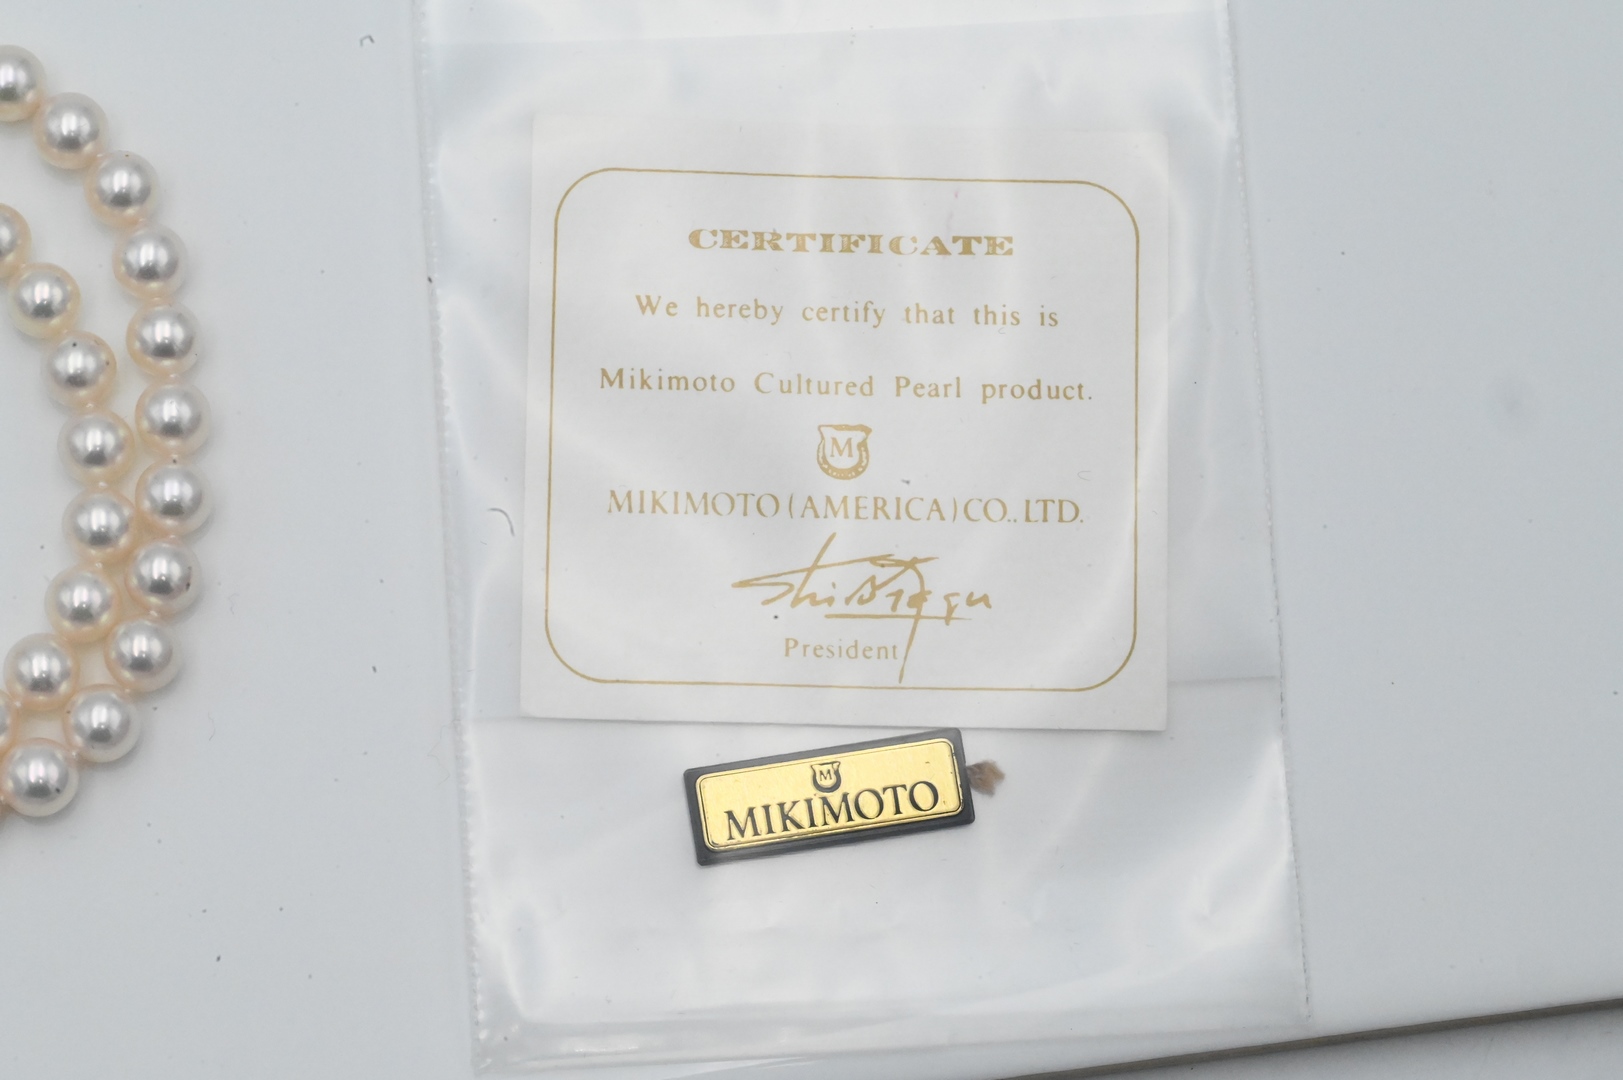 CERTIFICATE
We hereby certify that this is
Mikimoto Cultured Pearl product.
M
MIKIMOTO (AMERICA) CO., LTD.
President
M
MIKIMOTO